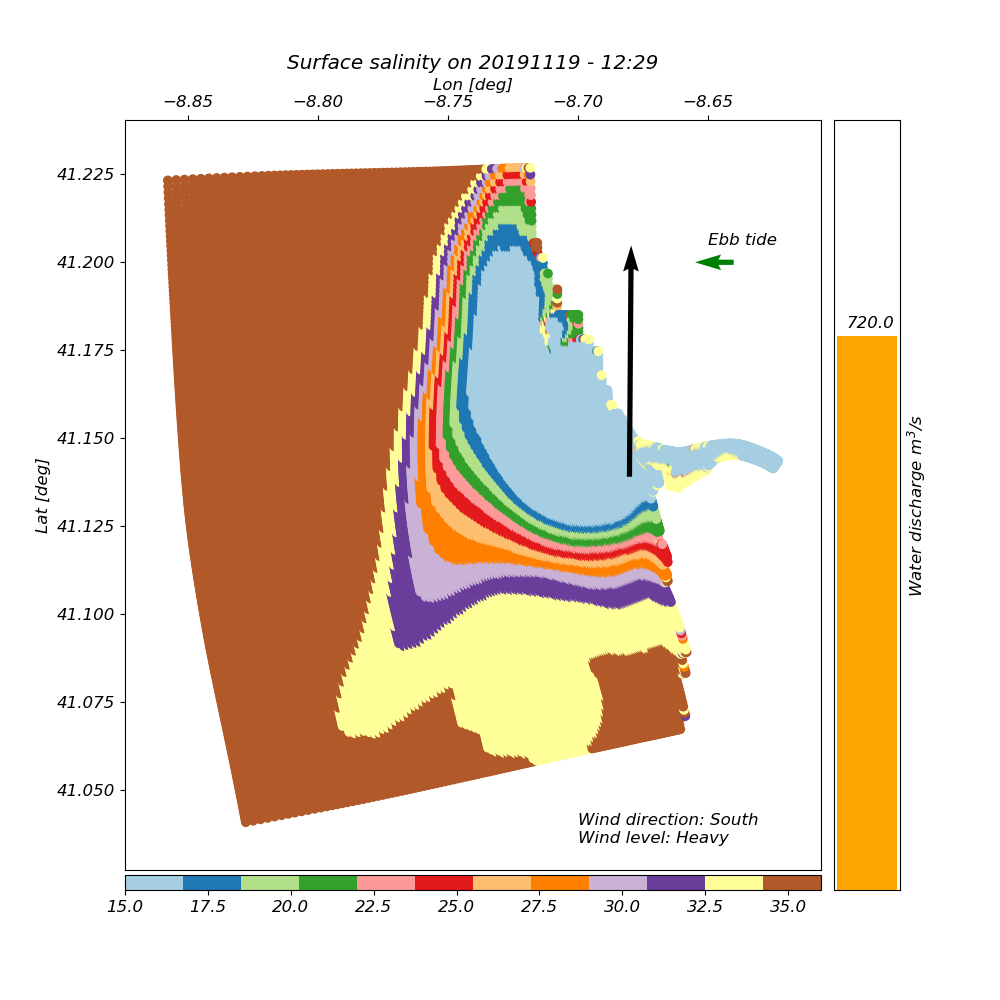 Surface salinity on 20191119 - 12:29
Lon [deg]
−8.85 −8.80 −8.75 −8.70 −8.65
41.225
41.200
41.175
41.150
41.125
41.100
41.075
41.050
Lat [deg]
Ebb tide
720.0
Water discharge m³/s
Wind direction: South
Wind level: Heavy
15.0 17.5 20.0 22.5 25.0 27.5 30.0 32.5 35.0